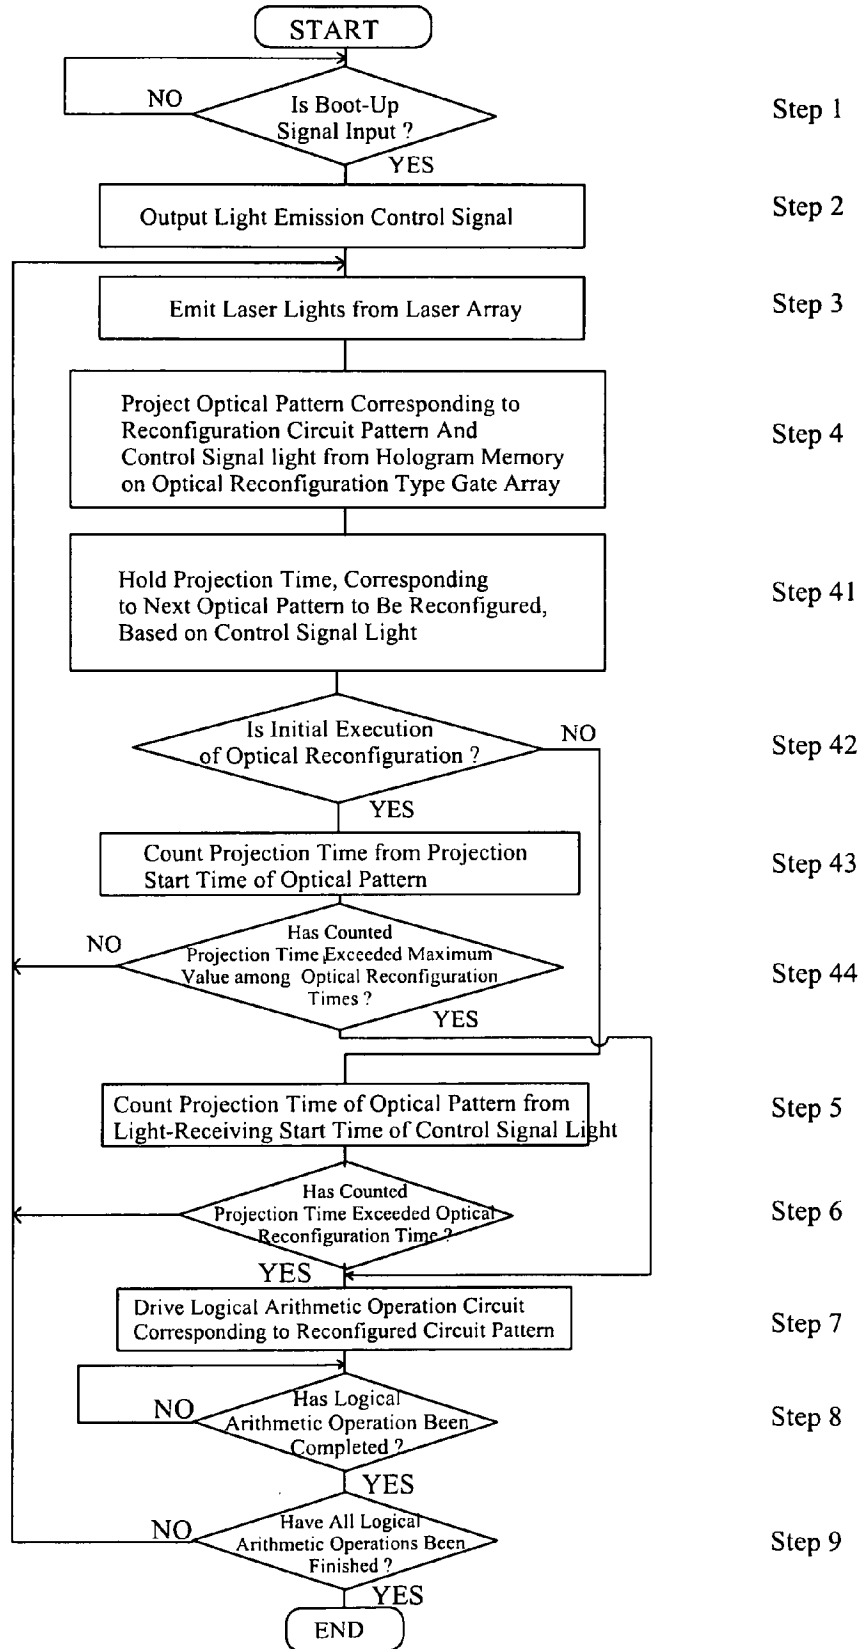 START
NO
Is Boot-Up
Signal Input ?
Step 1
YES
Output Light Emission Control Signal
Step 2
Emit Laser Lights from Laser Array
Step 3
Project Optical Pattern Corresponding to
Reconfiguration Circuit Pattern And
Control Signal light from Hologram Memory
on Optical Reconfiguration Type Gate Array
Step 4
Hold Projection Time, Corresponding
to Next Optical Pattern to Be Reconfigured,
Based on Control Signal Light
Step 41
Is Initial Execution
of Optical Reconfiguration ?
NO
Step 42
YES
Count Projection Time from Projection
Start Time of Optical Pattern
Step 43
NO
Has Counted
Projection Time Exceeded Maximum
Value among Optical Reconfiguration
Times ?
Step 44
YES
Count Projection Time of Optical Pattern from
Light-Receiving Start Time of Control Signal Light
Step 5
Has Counted
Projection Time Exceeded Optical
Reconfiguration Time ?
Step 6
YES
Drive Logical Arithmetic Operation Circuit
Corresponding to Reconfigured Circuit Pattern
Step 7
NO
Has Logical
Arithmetic Operation Been
Completed ?
Step 8
YES
NO
Have All Logical
Arithmetic Operations Been
Finished ?
Step 9
YES
END